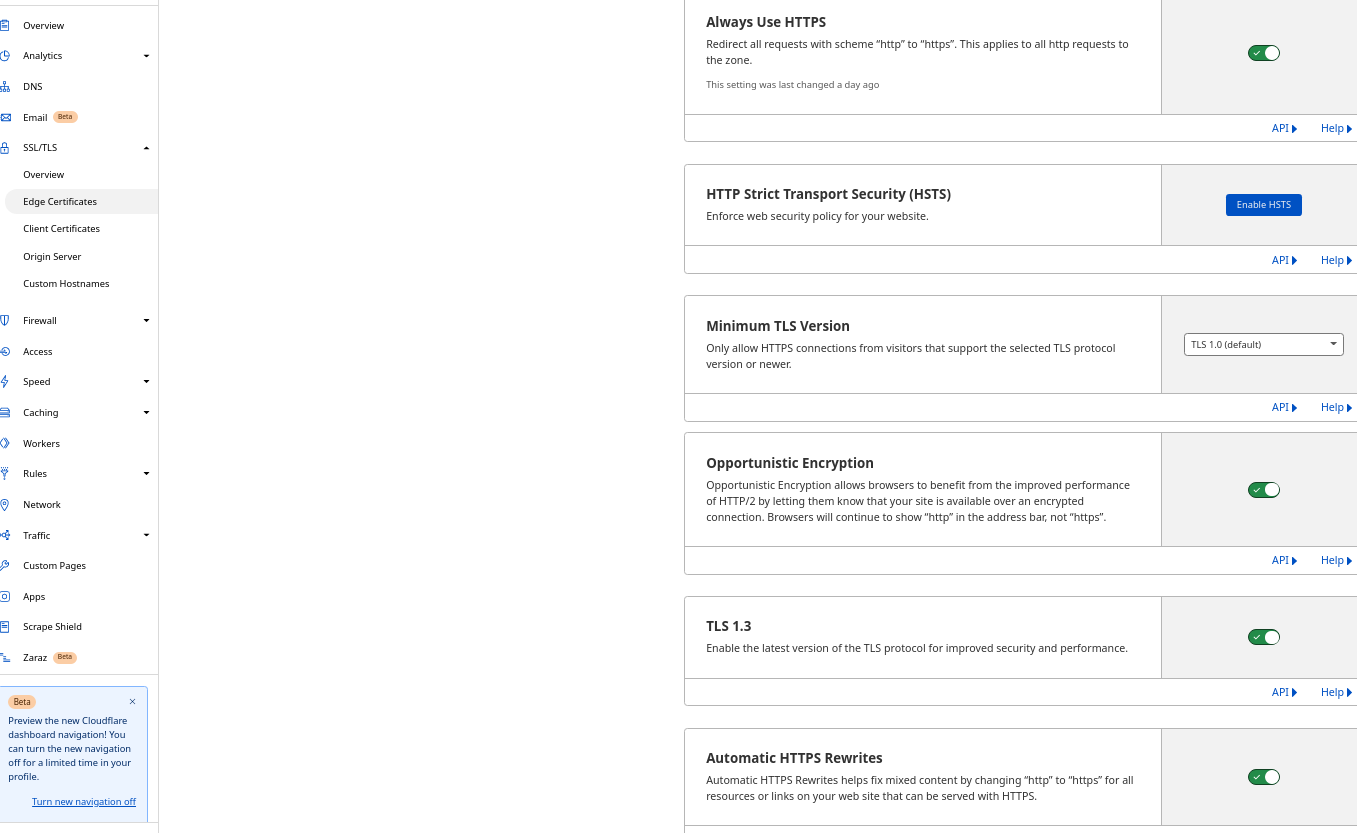 Overview
Analytics
DNS
Email Beta
SSL/TLS
Overview
Edge Certificates
Client Certificates
Origin Server
Custom Hostnames
Firewall
Access
Speed
Caching
Workers
Rules
Network
Traffic
Custom Pages
Apps
Scrape Shield
Zaraz Beta
Beta ×
Preview the new Cloudflare
dashboard navigation! You
can turn the new navigation
off for a limited time in your
profile.
Turn new navigation off
Always Use HTTPS
Redirect all requests with scheme “http” to “https”. This applies to all http requests to
the zone.
This setting was last changed a day ago
API Help
HTTP Strict Transport Security (HSTS)
Enforce web security policy for your website.
Enable HSTS
API Help
Minimum TLS Version
Only allow HTTPS connections from visitors that support the selected TLS protocol
version or newer.
TLS 1.0 (default)
API Help
Opportunistic Encryption
Opportunistic Encryption allows browsers to benefit from the improved performance
of HTTP/2 by letting them know that your site is available over an encrypted
connection. Browsers will continue to show “http” in the address bar, not “https”.
API Help
TLS 1.3
Enable the latest version of the TLS protocol for improved security and performance.
API Help
Automatic HTTPS Rewrites
Automatic HTTPS Rewrites helps fix mixed content by changing “http” to “https” for all
resources or links on your web site that can be served with HTTPS.